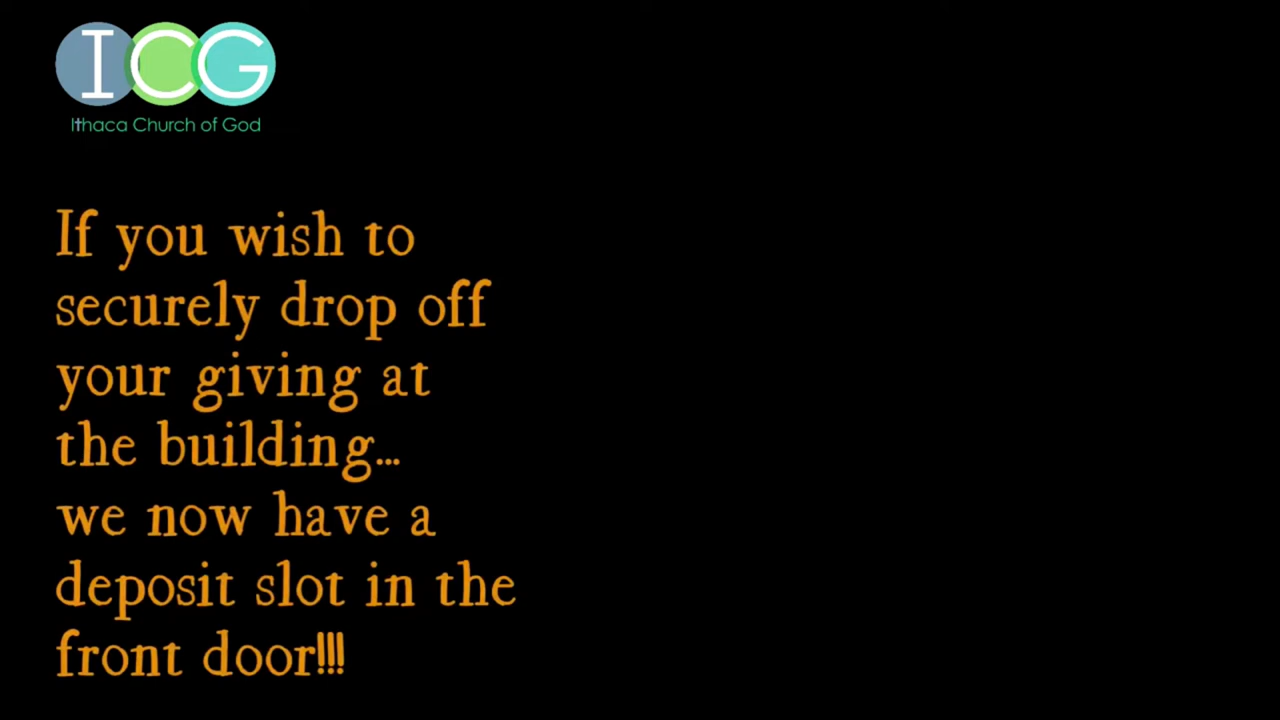 ICG
Ithaca Church of God
If you wish to
securely drop off
your giving at
the building...
we now have a
deposit slot in the
front door!!!